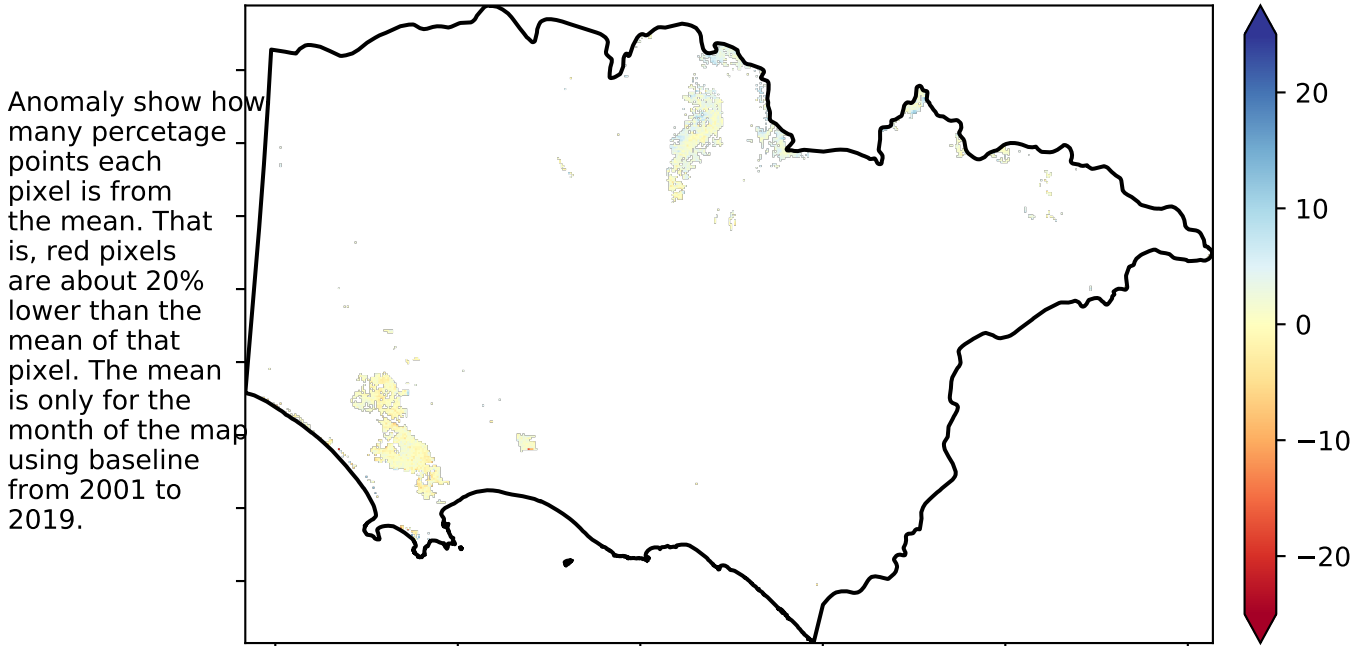 Anomaly show how
many percetage
points each
pixel is from
the mean. That
is, red pixels
are about 20%
lower than the
mean of that
pixel. The mean
is only for the
month of the map
using baseline
from 2001 to
2019.
20
10
0
−10
−20